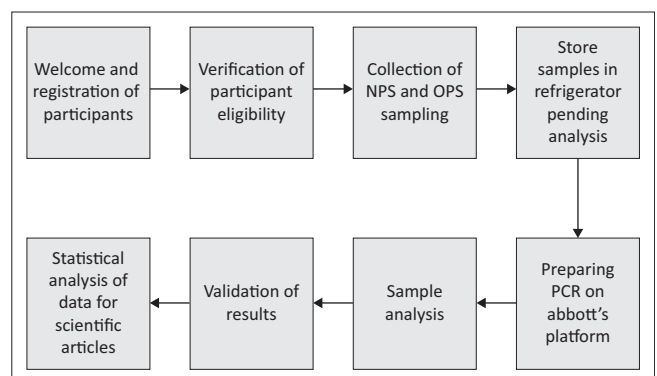 Welcome and
registration of
participants
Verification of
participant
eligibility
Collection of
NPS and OPS
sampling
Store
samples in
refrigerator
pending
analysis
Preparing
PCR on
abbott's
platform
Sample
analysis
Validation of
results
Statistical
analysis of
data for
scientific
articles